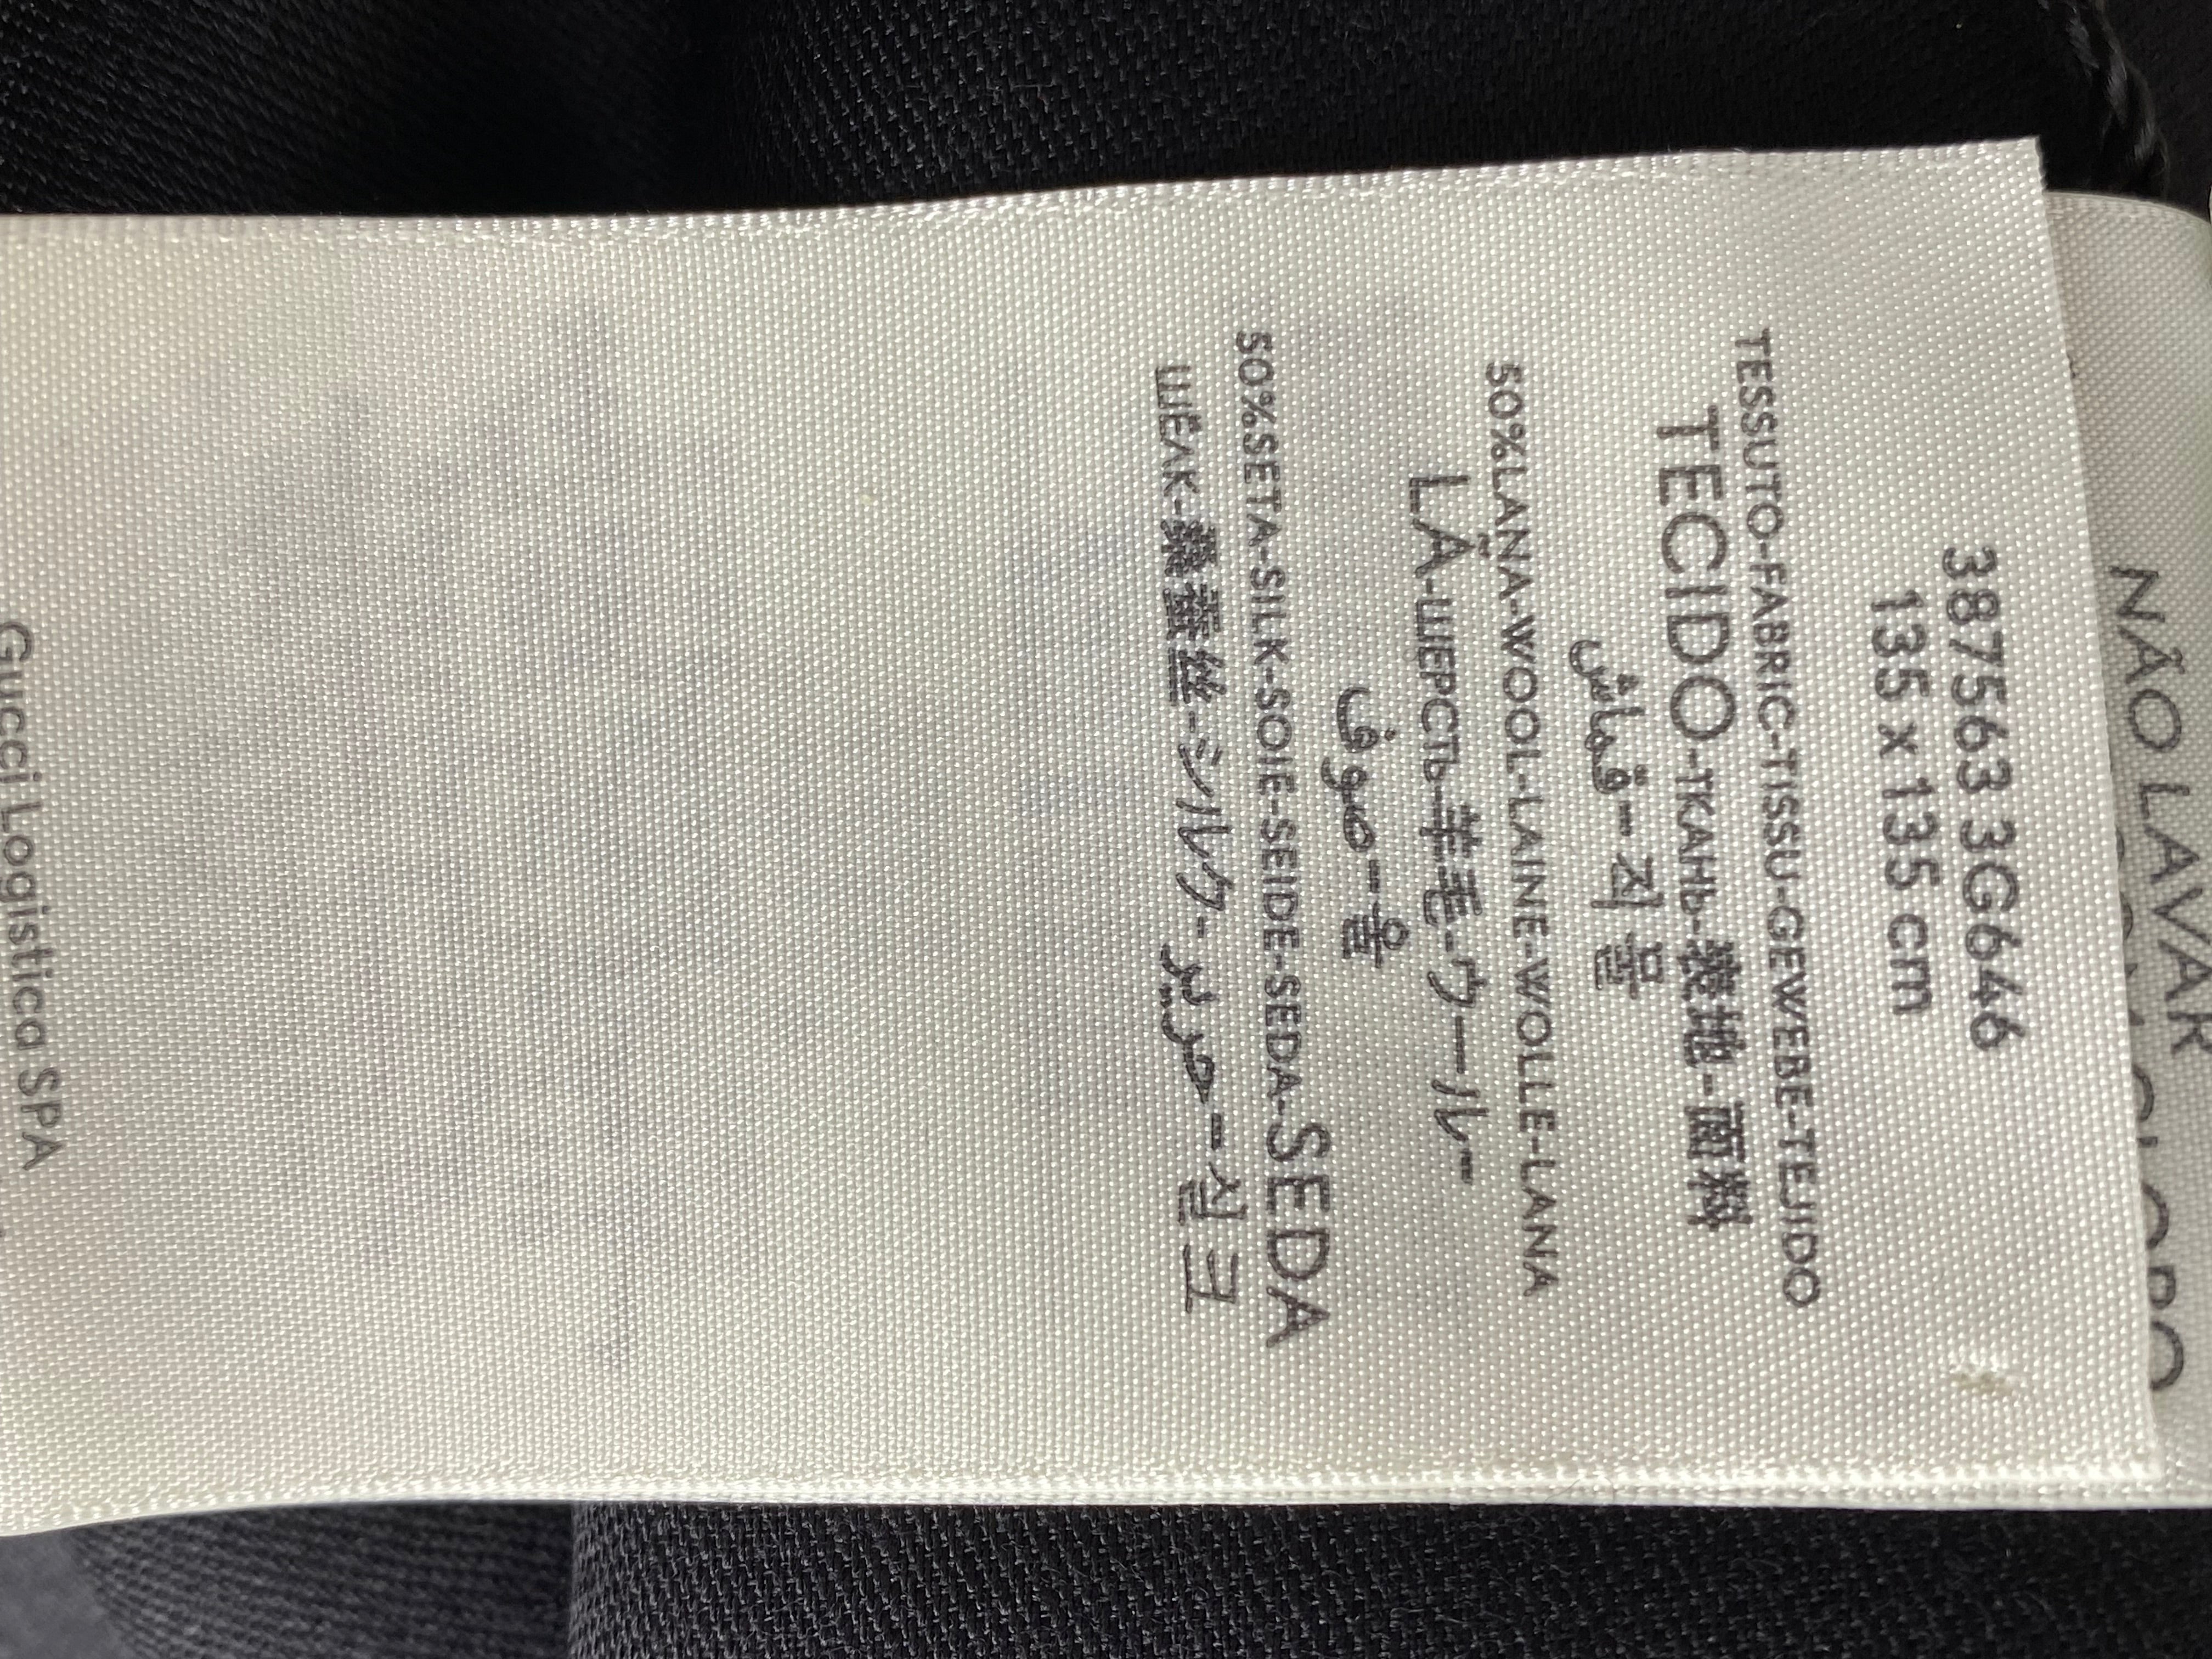 NÃO LAVAR
387563 3G646
135 x 135 cm
TESSUTO-FABRIC-TISSU-GEWEBE-TEJIDO
TECIDO-ТКАНЬ-表地-面料
قماش-직물
50%LANA-WOOL-LAINE-WOLLE-LANA
LÃ-ШЕРСТЬ-羊毛-ウール-
صوف-울
50%SETA-SILK-SOIE-SEIDE-SEDA-SEDA
ШЁЛК-桑蚕丝-シルク-حرير-실크
Gucci Logistica SPA